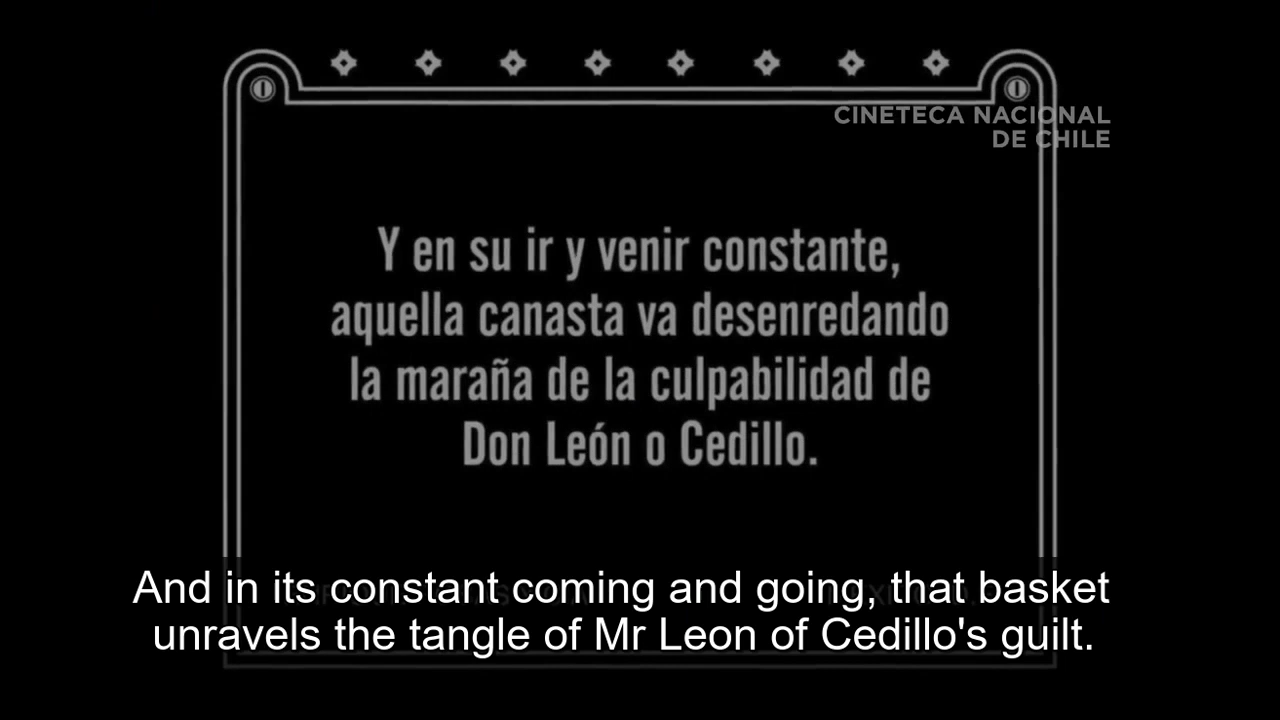 CINETECA NACIONAL
DE CHILE
Y en su ir y venir constante,
aquella canasta va desenredando
la maraña de la culpabilidad de
Don León o Cedillo.
And in its constant coming and going, that basket
unravels the tangle of Mr Leon of Cedillo's guilt.